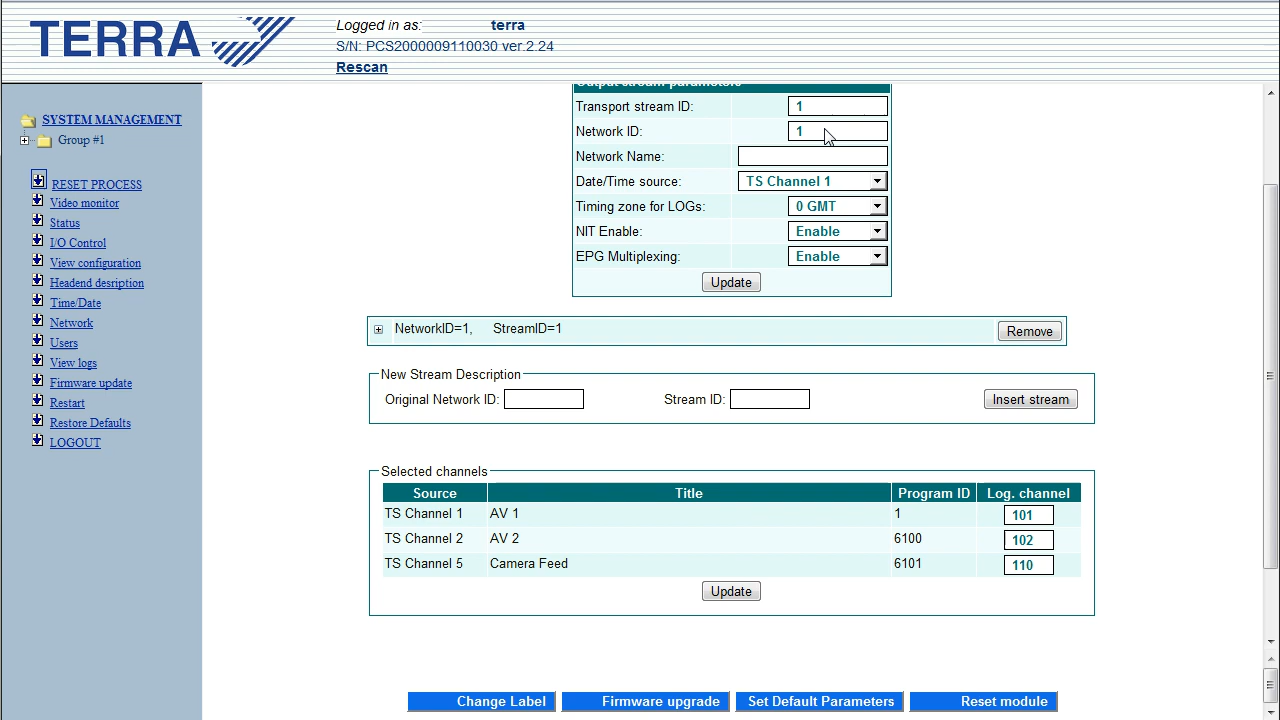 TERRA
Logged in as: terra
S/N: PCS2000009110030 ver.2.24
Rescan
SYSTEM MANAGEMENT
Group #1
RESET PROCESS
Video monitor
Status
I/O Control
View configuration
Headend desription
Time/Date
Network
Users
View logs
Firmware update
Restart
Restore Defaults
LOGOUT
Output stream parameters
Transport stream ID: 1
Network ID: 1
Network Name:
Date/Time source: TS Channel 1
Timing zone for LOGs: 0 GMT
NIT Enable: Enable
EPG Multiplexing: Enable
Update
NetworkID=1, StreamID=1 Remove
New Stream Description
Original Network ID: Stream ID: Insert stream
Selected channels
Source Title Program ID Log. channel
TS Channel 1 AV 1 1 101
TS Channel 2 AV 2 6100 102
TS Channel 5 Camera Feed 6101 110
Update
Change Label Firmware upgrade Set Default Parameters Reset module